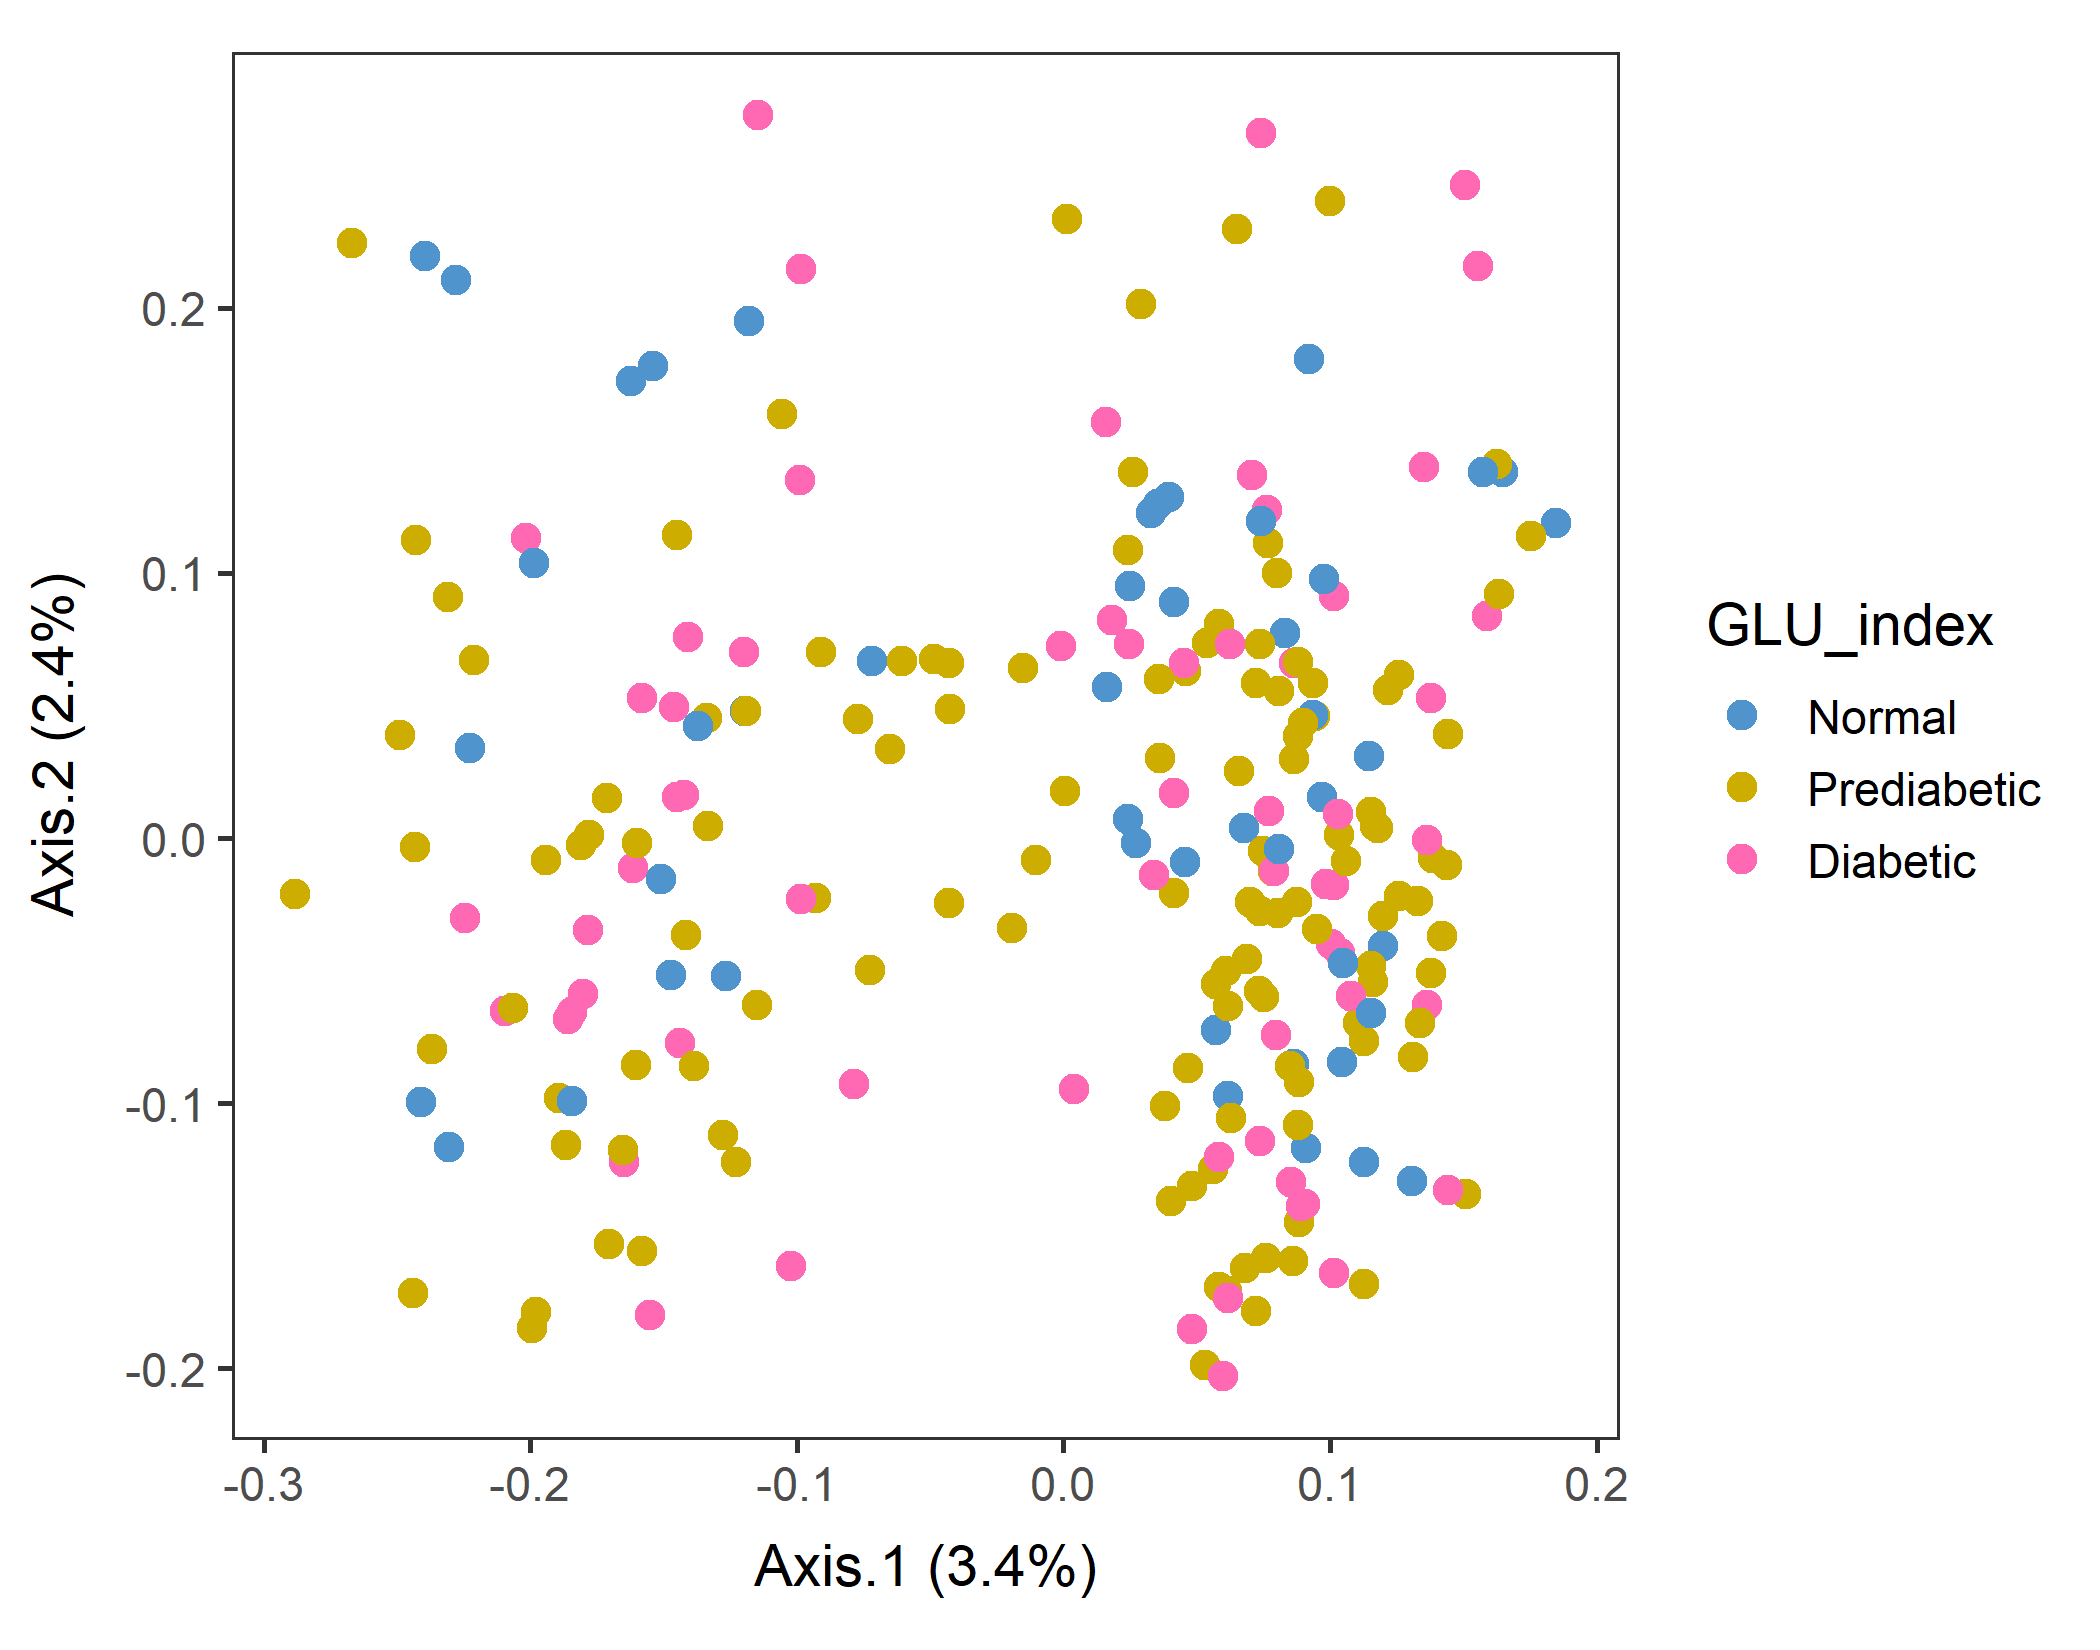 0.2
0.1
0.0
-0.1
-0.2
Axis.2 (2.4%)
-0.3 -0.2 -0.1 0.0 0.1 0.2
Axis.1 (3.4%)
GLU_index
Normal
Prediabetic
Diabetic